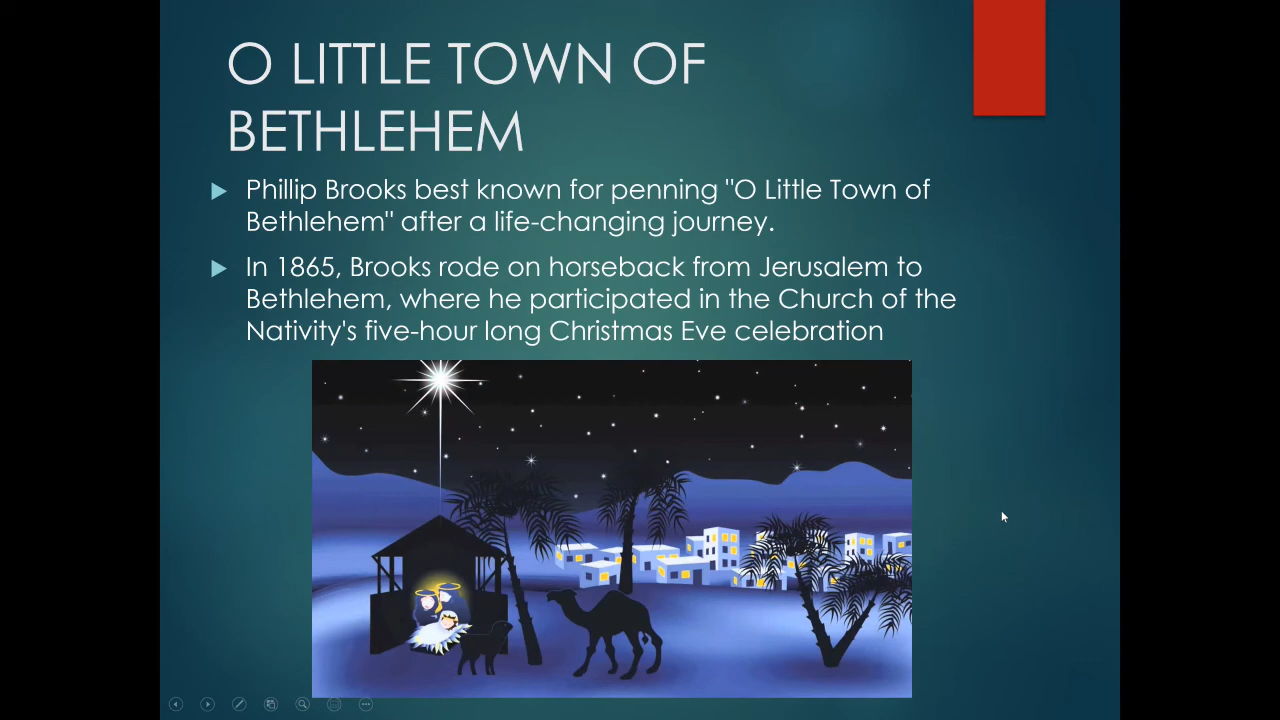 O LITTLE TOWN OF
BETHLEHEM
Phillip Brooks best known for penning "O Little Town of
Bethlehem" after a life-changing journey.
In 1865, Brooks rode on horseback from Jerusalem to
Bethlehem, where he participated in the Church of the
Nativity's five-hour long Christmas Eve celebration